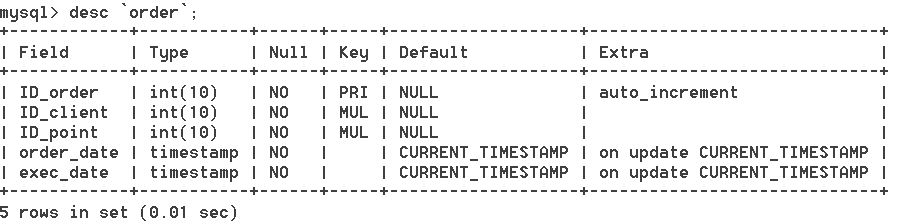 mysql> desc `order`;
+------------+-----------+------+-----+-------------------+-----------------------------+
| Field      | Type      | Null | Key | Default           | Extra                       |
+------------+-----------+------+-----+-------------------+-----------------------------+
| ID_order   | int(10)   | NO   | PRI | NULL              | auto_increment              |
| ID_client  | int(10)   | NO   | MUL | NULL              |                             |
| ID_point   | int(10)   | NO   | MUL | NULL              |                             |
| order_date | timestamp | NO   |     | CURRENT_TIMESTAMP | on update CURRENT_TIMESTAMP |
| exec_date  | timestamp | NO   |     | CURRENT_TIMESTAMP | on update CURRENT_TIMESTAMP |
+------------+-----------+------+-----+-------------------+-----------------------------+
5 rows in set (0.01 sec)